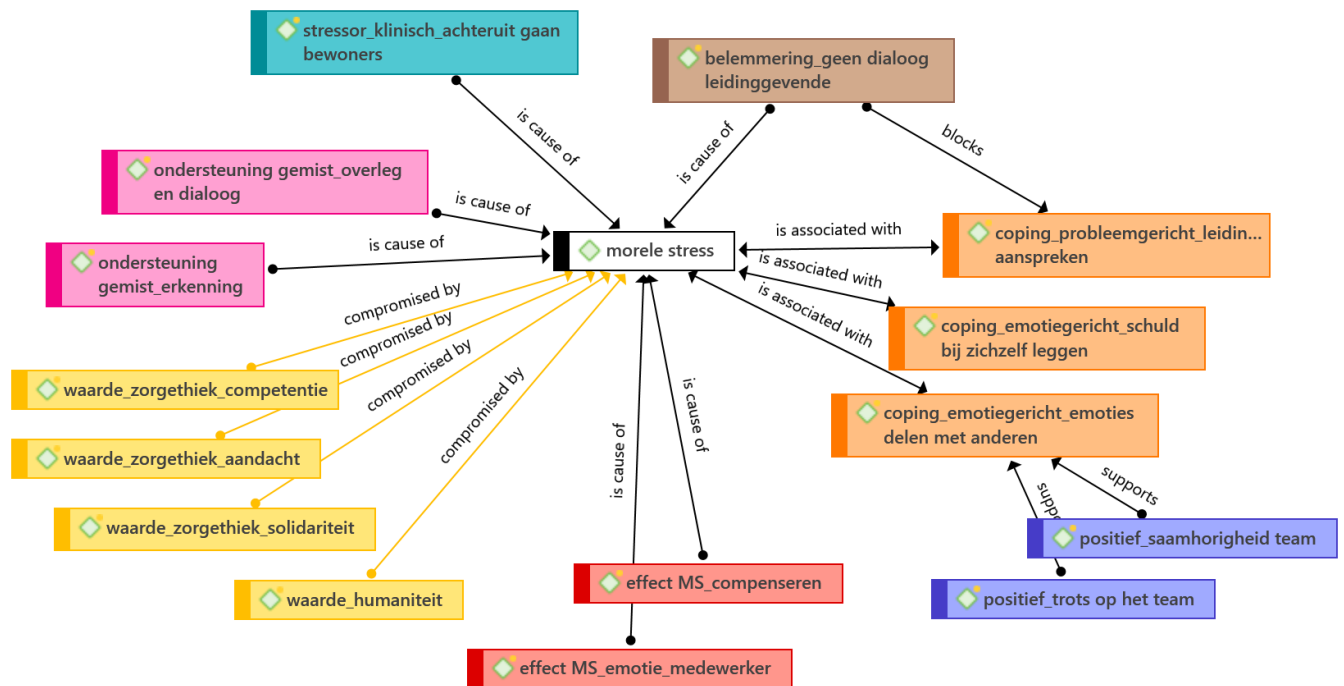 stressor_klinisch_achteruit gaan
bewoners
belemmering_geen dialoog
leidinggevende
is cause of
is cause of
blocks
ondersteuning gemist_overleg
en dialoog
is cause of
is cause of
ondersteuning
gemist_erkenning
morele stress
is associated with
coping_probleemgericht_leidin...
aanspreken
is associated with
is associated with
coping_emotiegericht_schuld
bij zichzelf leggen
compromised by
compromised by
compromised by
compromised by
waarde_zorgethiek_competentie
waarde_zorgethiek_aandacht
waarde_zorgethiek_solidariteit
waarde_humaniteit
is cause of
is cause of
coping_emotiegericht_emoties
delen met anderen
supports
suppo
positief_saamhorigheid team
positief_trots op het team
effect MS_compenseren
effect MS_emotie_medewerker